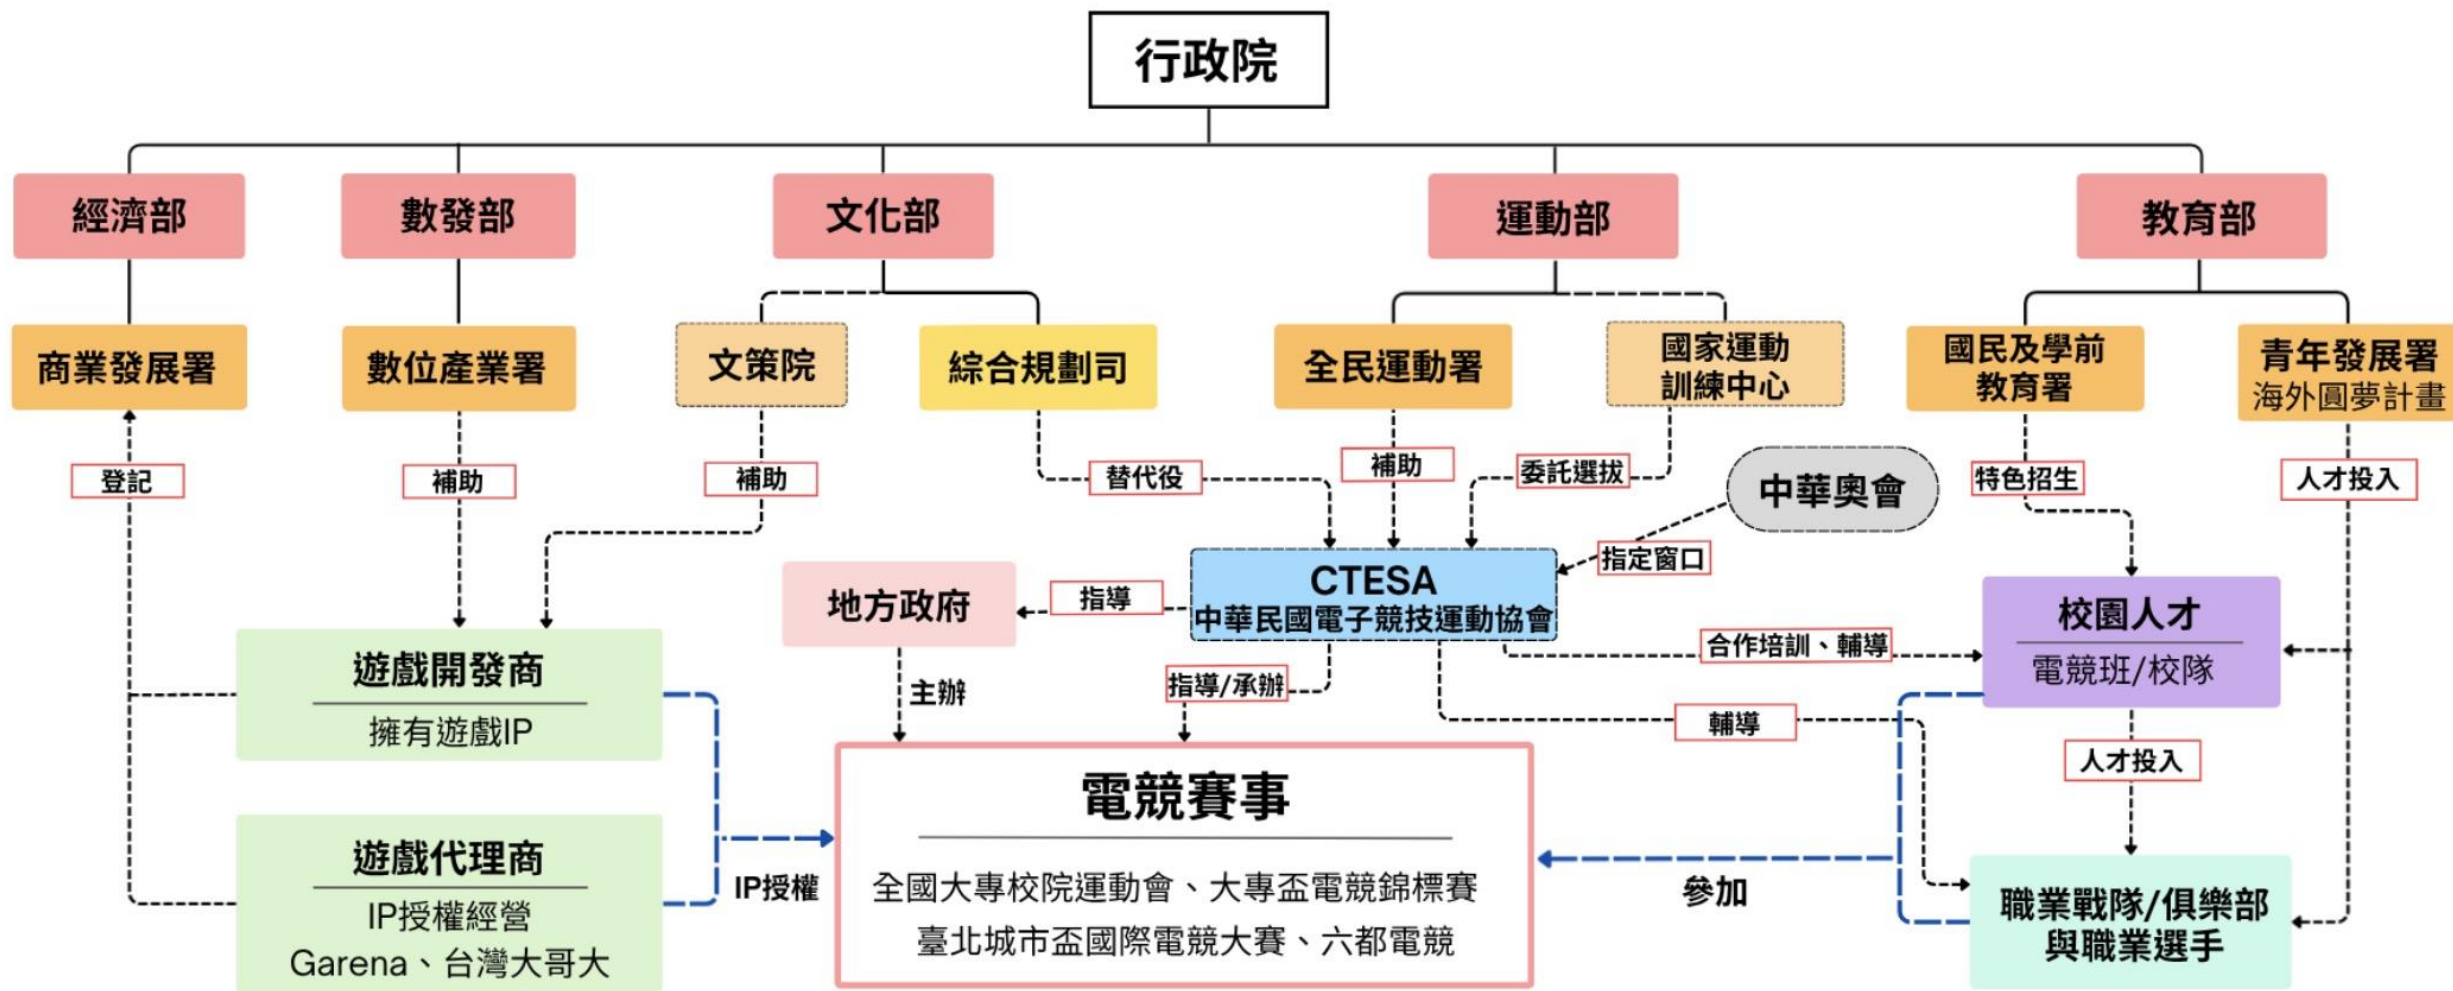 行政院
經濟部
數發部
文化部
運動部
教育部
商業發展署
數位產業署
文策院
綜合規劃司
全民運動署
國家運動
訓練中心
國民及學前
教育署
青年發展署
海外圓夢計畫
登記
補助
補助
替代役
補助
委託選拔
中華奧會
特色招生
人才投入
指定窗口
地方政府
指導
CTESA
中華民國電子競技運動協會
合作培訓、輔導
校園人才
電競班/校隊
遊戲開發商
擁有遊戲IP
主辦
指導/承辦
輔導
人才投入
遊戲代理商
IP授權經營
Garena、台灣大哥大
IP授權
電競賽事
全國大專校院運動會、大專盃電競錦標賽
臺北城市盃國際電競大賽、六都電競
參加
職業戰隊/俱樂部
與職業選手